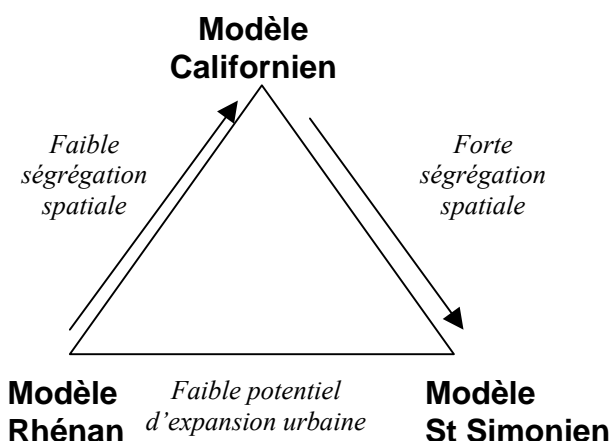 Modèle
Californien
Faible
ségrégation
spatiale
Forte
ségrégation
spatiale
Modèle
Rhénan
Faible potentiel
d'expansion urbaine
Modèle
St Simonien